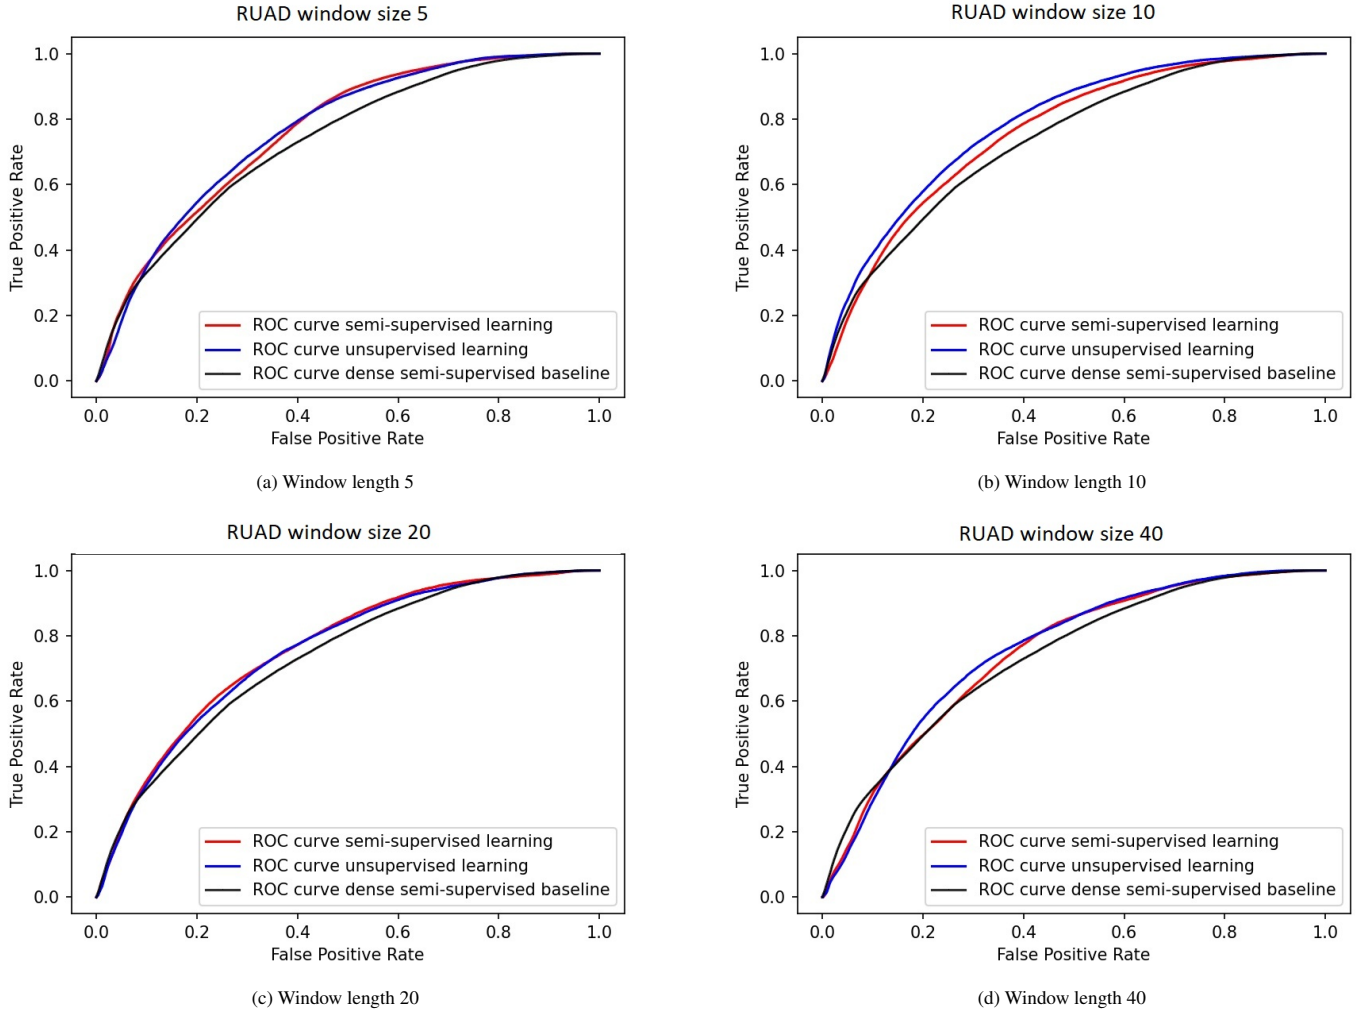 RUAD window size 5
1.0
0.8
0.6
0.4
0.2
0.0
True Positive Rate
ROC curve semi-supervised learning
ROC curve unsupervised learning
ROC curve dense semi-supervised baseline
0.0 0.2 0.4 0.6 0.8 1.0
False Positive Rate
(a) Window length 5
RUAD window size 10
1.0
0.8
0.6
0.4
0.2
0.0
True Positive Rate
ROC curve semi-supervised learning
ROC curve unsupervised learning
ROC curve dense semi-supervised baseline
0.0 0.2 0.4 0.6 0.8 1.0
False Positive Rate
(b) Window length 10
RUAD window size 20
1.0
0.8
0.6
0.4
0.2
0.0
True Positive Rate
ROC curve semi-supervised learning
ROC curve unsupervised learning
ROC curve dense semi-supervised baseline
0.0 0.2 0.4 0.6 0.8 1.0
False Positive Rate
(c) Window length 20
RUAD window size 40
1.0
0.8
0.6
0.4
0.2
0.0
True Positive Rate
ROC curve semi-supervised learning
ROC curve unsupervised learning
ROC curve dense semi-supervised baseline
0.0 0.2 0.4 0.6 0.8 1.0
False Positive Rate
(d) Window length 40